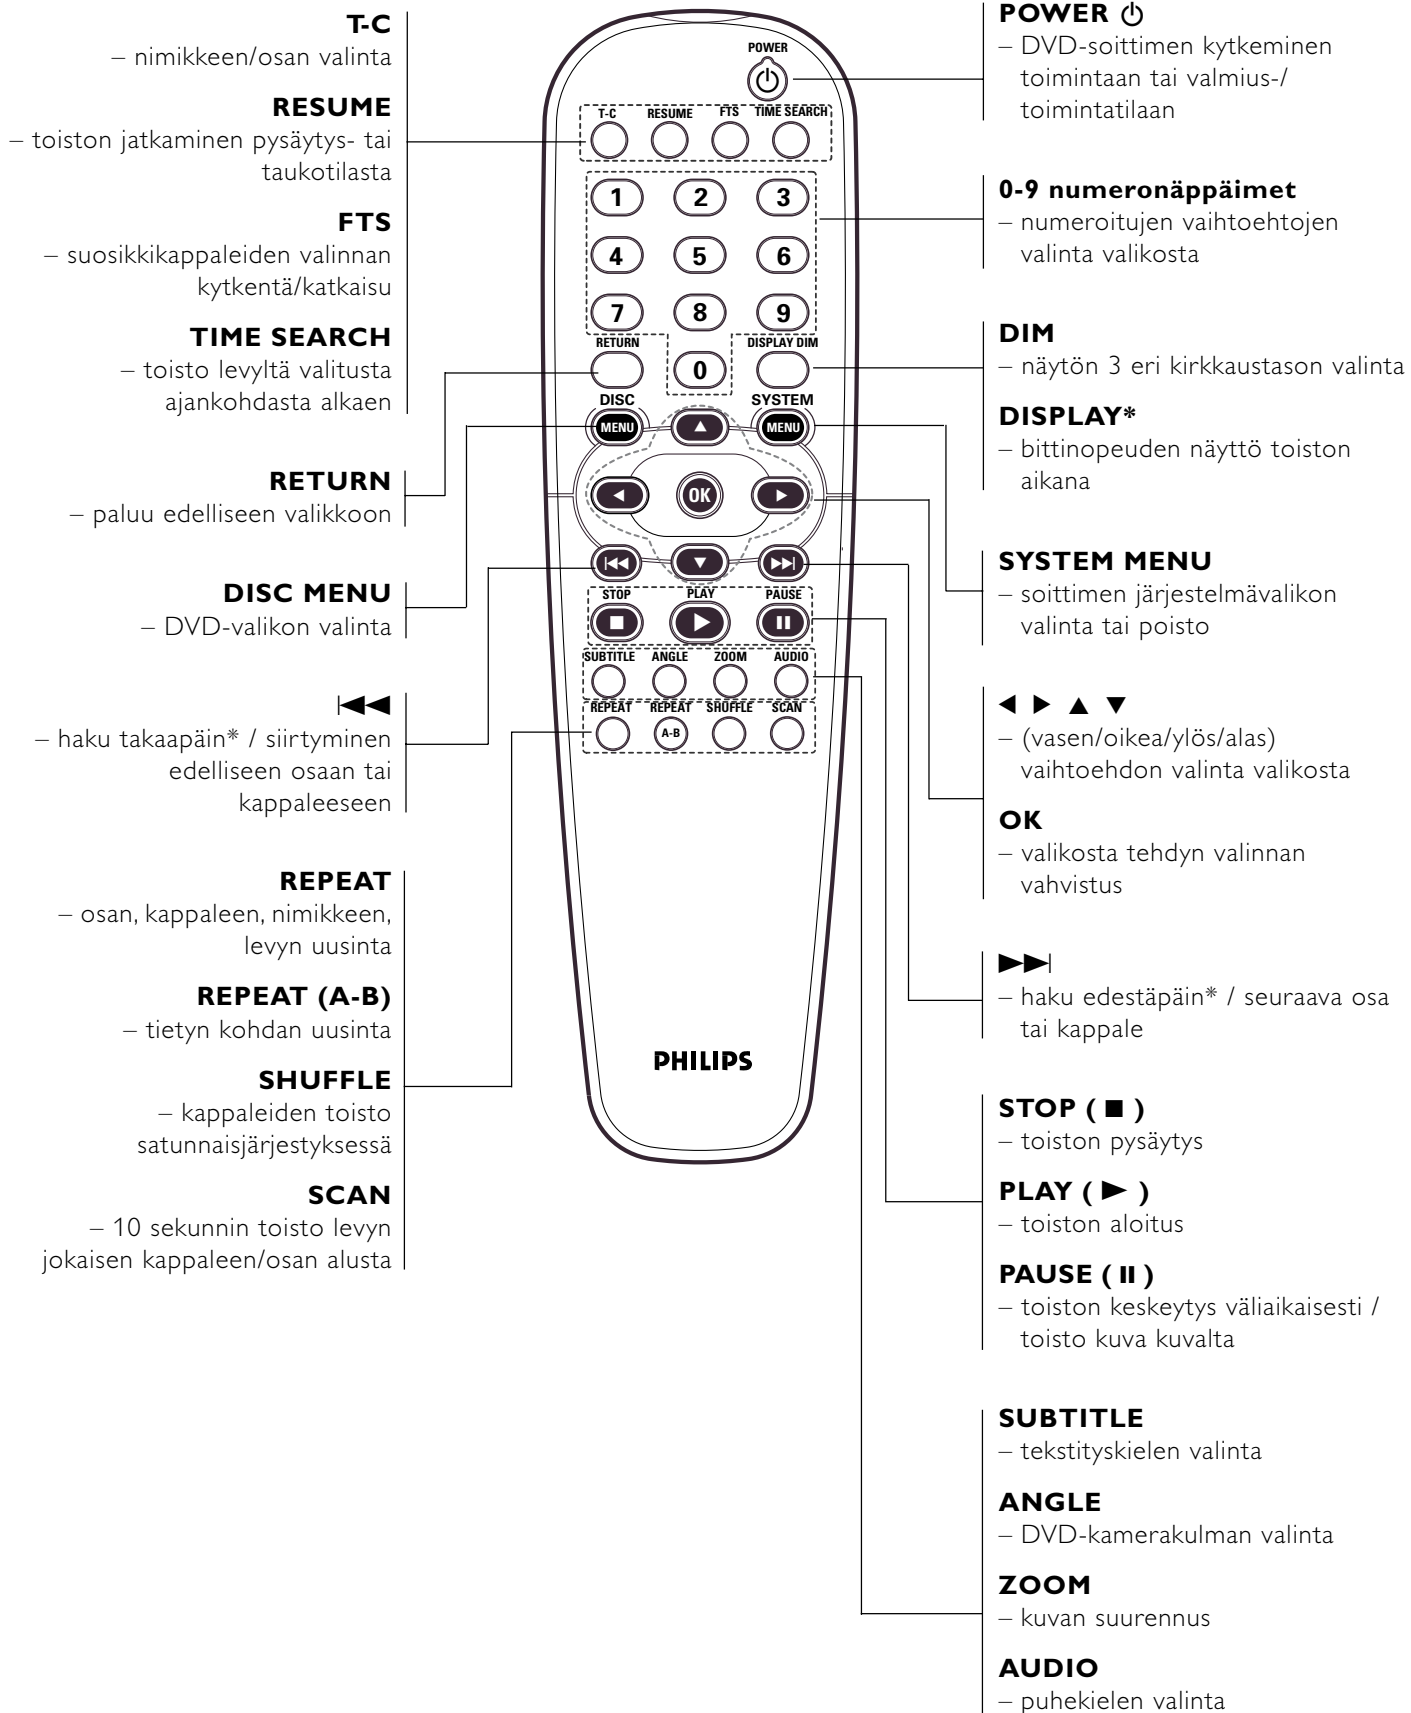 T-C
– nimikkeen/osan valinta
RESUME
– toiston jatkaminen pysäytys- tai
taukotilasta
FTS
– suosikkikappaleiden valinnan
kytkentä/katkaisu
TIME SEARCH
– toisto levyltä valitusta
ajankohdasta alkaen
RETURN
– paluu edelliseen valikkoon
DISC MENU
– DVD-valikon valinta
|◀◀
– haku takaapäin* / siirtyminen
edelliseen osaan tai
kappaleeseen
REPEAT
– osan, kappaleen, nimikkeen,
levyn uusinta
REPEAT (A-B)
– tietyn kohdan uusinta
SHUFFLE
– kappaleiden toisto
satunnaisjärjestyksessä
SCAN
– 10 sekunnin toisto levyn
jokaisen kappaleen/osan alusta
POWER
T-C RESUME FTS TIME SEARCH
1 2 3
4 5 6
7 8 9
RETURN DISPLAY DIM
0
DISC SYSTEM
MENU MENU
OK
STOP PLAY PAUSE
SUBTITLE ANGLE ZOOM AUDIO
REPEAT REPEAT SHUFFLE SCAN
A-B
PHILIPS
POWER ⏻
– DVD-soittimen kytkeminen
toimintaan tai valmius-/
toimintatilaan
0-9 numeronäppäimet
– numeroitujen vaihtoehtojen
valinta valikosta
DIM
– näytön 3 eri kirkkaustason valinta
DISPLAY*
– bittinopeuden näyttö toiston
aikana
SYSTEM MENU
– soittimen järjestelmävalikon
valinta tai poisto
◀ ▶ ▲ ▼
– (vasen/oikea/ylös/alas)
vaihtoehdon valinta valikosta
OK
– valikosta tehdyn valinnan
vahvistus
▶▶|
– haku edestäpäin* / seuraava osa
tai kappale
STOP ( ■ )
– toiston pysäytys
PLAY ( ▶ )
– toiston aloitus
PAUSE ( II )
– toiston keskeytys väliaikaisesti /
toisto kuva kuvalta
SUBTITLE
– tekstityskielen valinta
ANGLE
– DVD-kamerakulman valinta
ZOOM
– kuvan suurennus
AUDIO
– puhekielen valinta